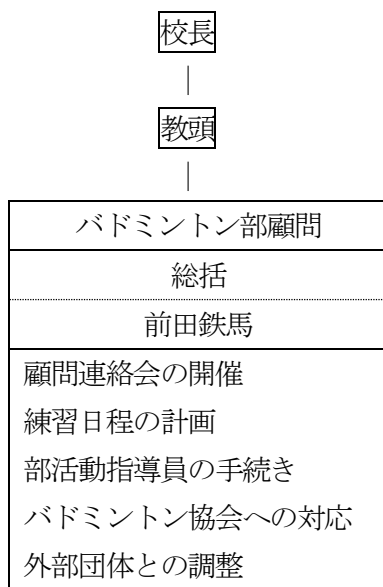 校長
｜
教頭
｜
バドミントン部顧問
総括
前田鉄馬
顧問連絡会の開催
練習日程の計画
部活動指導員の手続き
バドミントン協会への対応
外部団体との調整